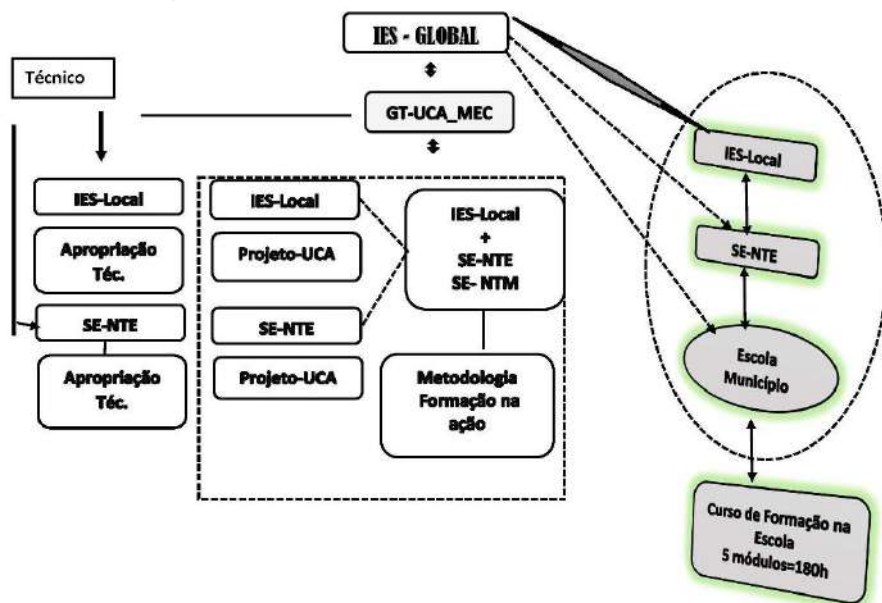 IES - GLOBAL
Técnico
GT-UCA_MEC
IES-Local
Apropriação
Téc.
SE-NTE
Apropriação
Téc.
IES-Local
Projeto-UCA
SE-NTE
Projeto-UCA
IES-Local
+
SE-NTE
SE- NTM
Metodologia
Formação na
ação
IES-Local
SE-NTE
Escola
Município
Curso de Formação na
Escola
5 módulos=180h